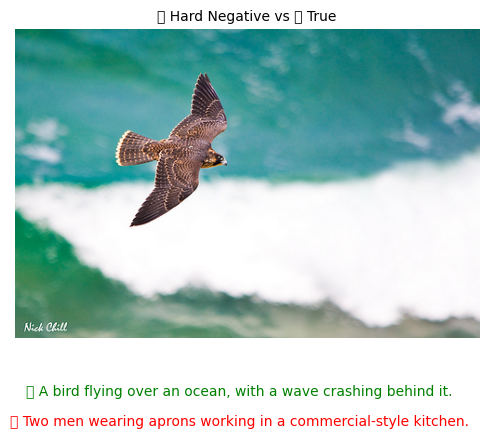 Hard Negative vs True
Nick Chill
A bird flying over an ocean, with a wave crashing behind it.
Two men wearing aprons working in a commercial-style kitchen.